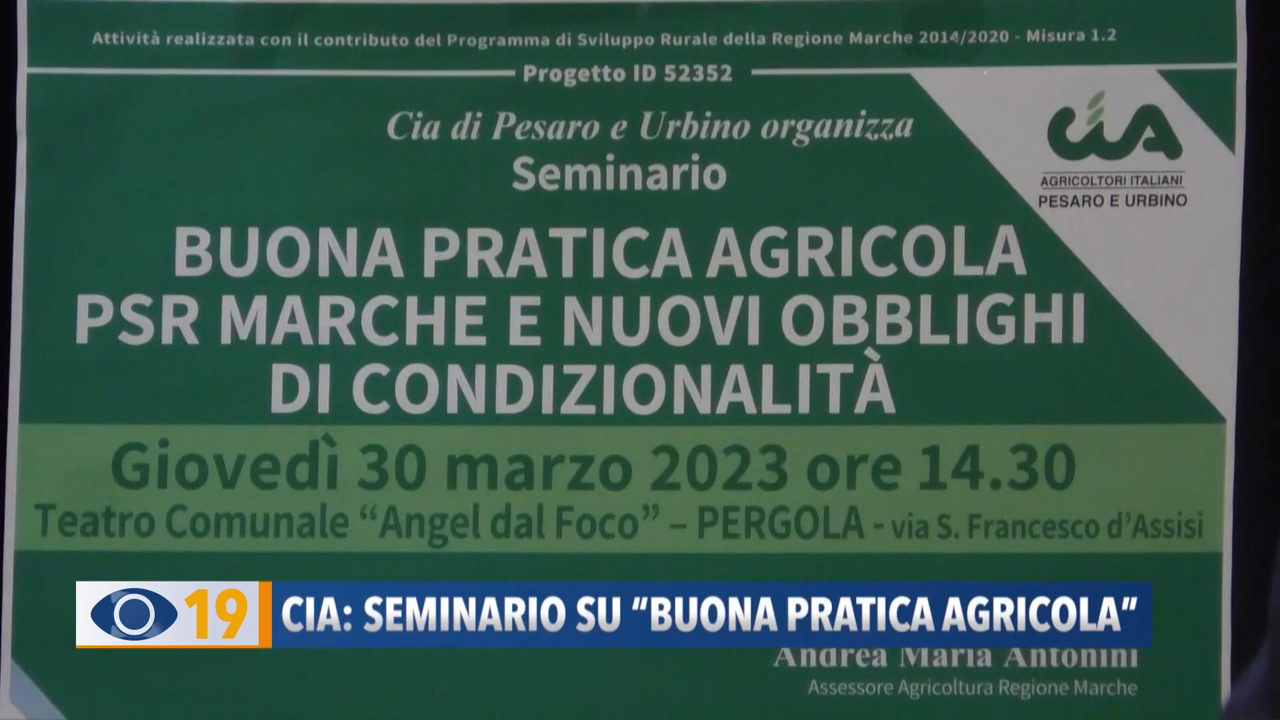 Attività realizzata con il contributo del Programma di Sviluppo Rurale della Regione Marche 2014/2020 - Misura 1.2
Progetto ID 52352
Cia di Pesaro e Urbino organizza
Seminario
CIA
AGRICOLTORI ITALIANI
PESARO E URBINO
BUONA PRATICA AGRICOLA
PSR MARCHE E NUOVI OBBLIGHI
DI CONDIZIONALITÀ
Giovedì 30 marzo 2023 ore 14.30
Teatro Comunale “Angel dal Foco” – PERGOLA - via S. Francesco d’Assisi
19
CIA: SEMINARIO SU “BUONA PRATICA AGRICOLA”
Andrea Maria Antonini
Assessore Agricoltura Regione Marche